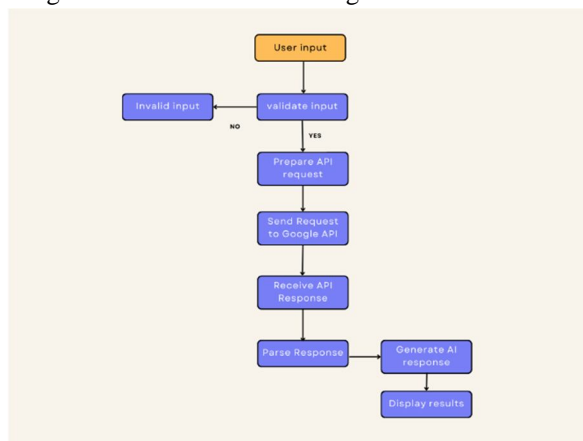 User input
Invalid input
validate input
NO
YES
Prepare API
request
Send Request
to Google API
Receive API
Response
Parse Response
Generate AI
response
Display results